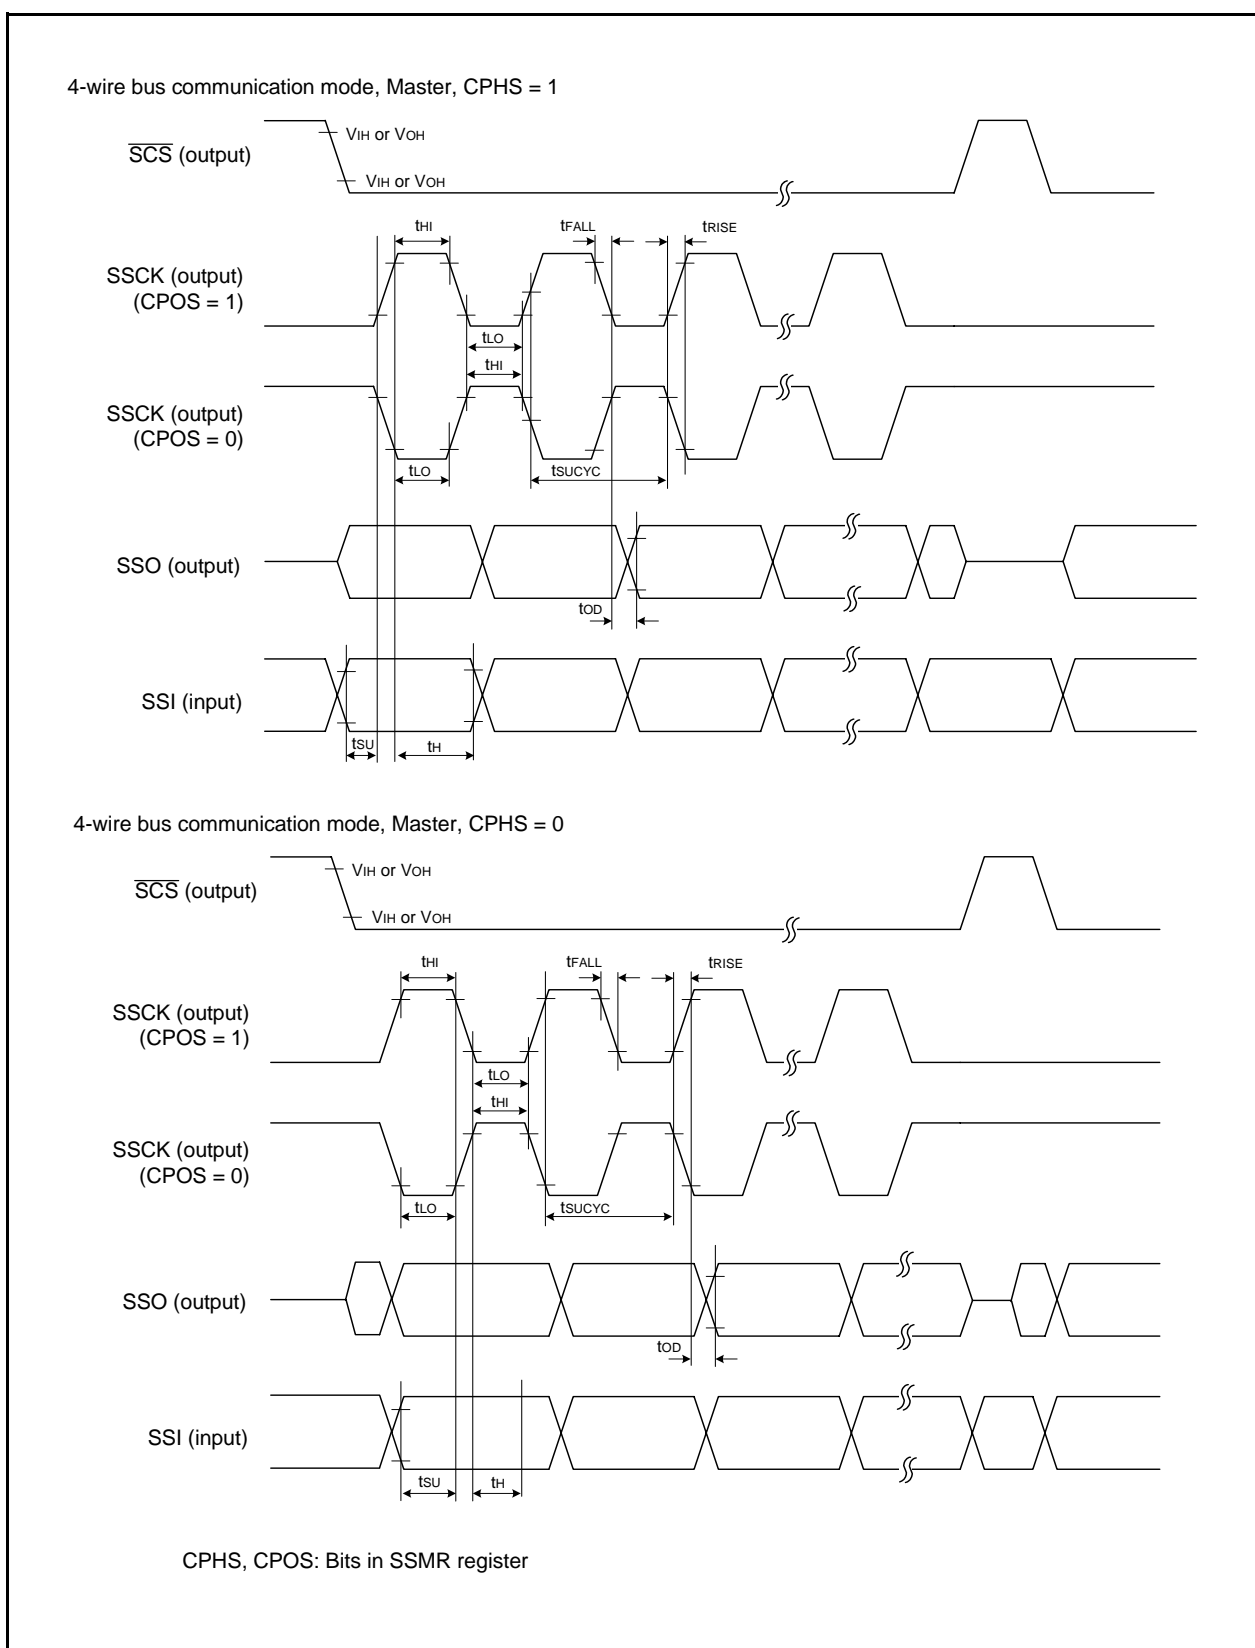 4-wire bus communication mode, Master, CPHS = 1
SCS (output)
VIH or VOH
VIH or VOH
tHI
tFALL
tRISE
SSCK (output)
(CPOS = 1)
tLO
tHI
SSCK (output)
(CPOS = 0)
tLO
tSUCYC
SSO (output)
tOD
SSI (input)
tSU
tH
4-wire bus communication mode, Master, CPHS = 0
SCS (output)
VIH or VOH
VIH or VOH
tHI
tFALL
tRISE
SSCK (output)
(CPOS = 1)
tLO
tHI
SSCK (output)
(CPOS = 0)
tLO
tSUCYC
SSO (output)
tOD
SSI (input)
tSU
tH
CPHS, CPOS: Bits in SSMR register